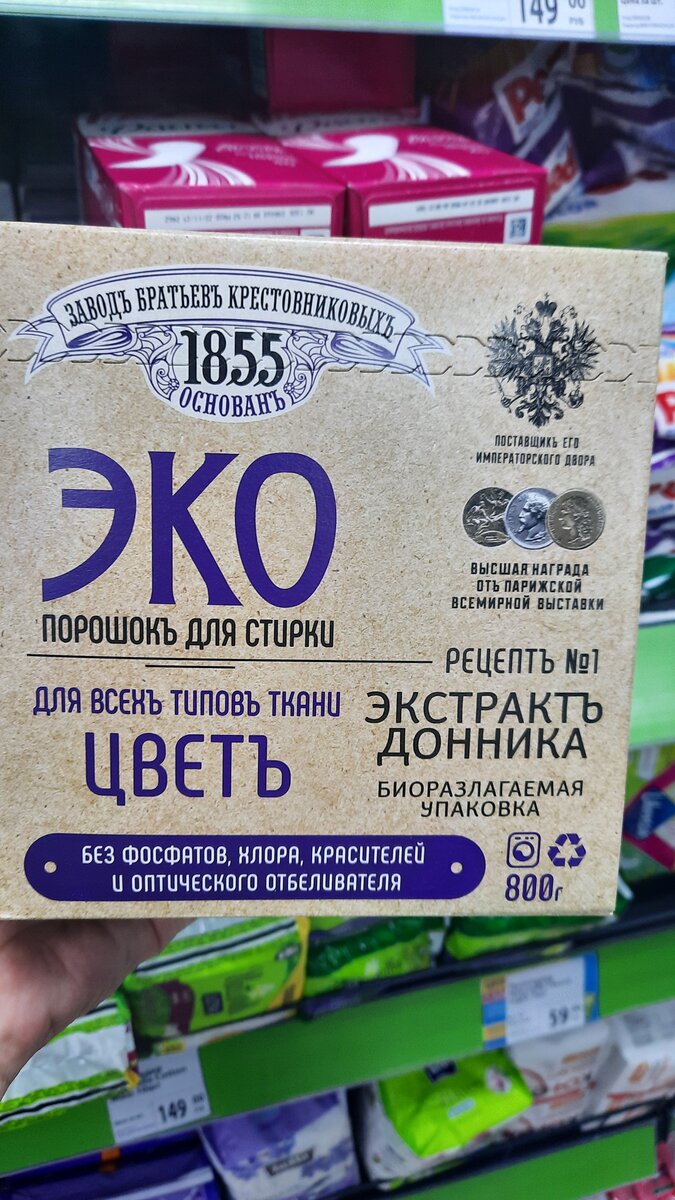 149
РУБ
ЗАВОДЪ БРАТЬЕВЪ КРЕСТОВНИКОВЫХЪ
1855
ОСНОВАНЪ
ПОСТАВЩИКЪ ЕГО
ИМПЕРАТОРСКОГО ДВОРА
ВЫСШАЯ НАГРАДА
ОТЪ ПАРИЖСКОЙ
ВСЕМИРНОЙ ВЫСТАВКИ
ЭКО
ПОРОШОКЪ ДЛЯ СТИРКИ
РЕЦЕПТЪ №1
ДЛЯ ВСЕХЪ ТИПОВЪ ТКАНИ
ЦВЕТЪ
ЭКСТРАКТЪ
ДОННИКА
БИОРАЗЛАГАЕМАЯ
УПАКОВКА
БЕЗ ФОСФАТОВ, ХЛОРА, КРАСИТЕЛЕЙ
И ОПТИЧЕСКОГО ОТБЕЛИВАТЕЛЯ
800г
59
149